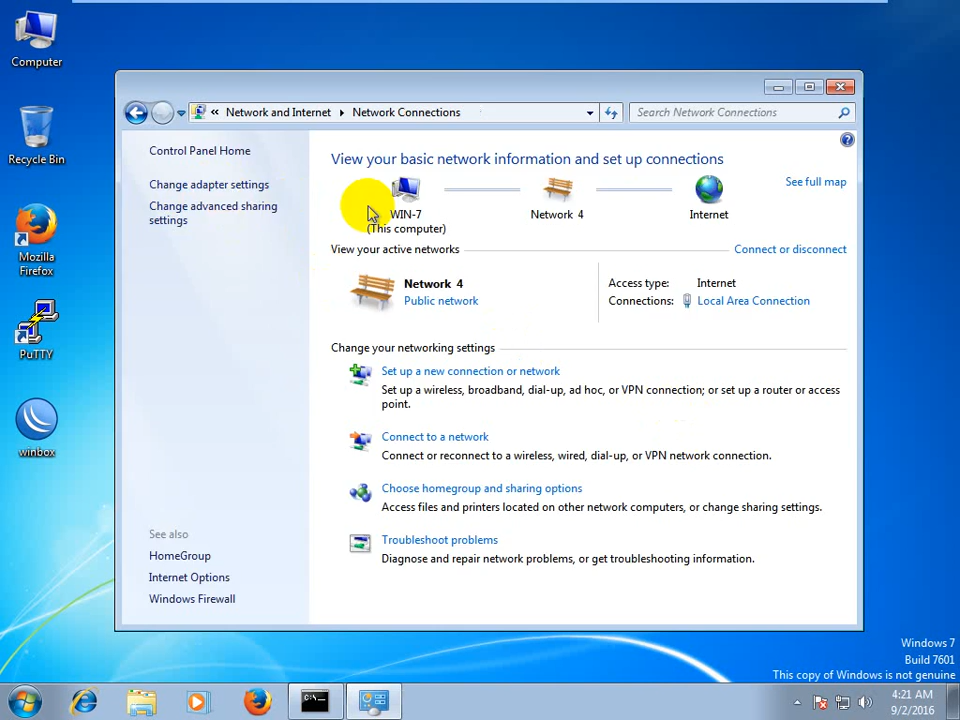 Computer
Recycle Bin
Mozilla
Firefox
PuTTY
winbox
« Network and Internet Network Connections
Search Network Connections
Control Panel Home
Change adapter settings
Change advanced sharing
settings
See also
HomeGroup
Internet Options
Windows Firewall
View your basic network information and set up connections
See full map
WIN-7
(This computer)
Network 4
Internet
View your active networks
Connect or disconnect
Network 4
Public network
Access type: Internet
Connections: Local Area Connection
Change your networking settings
Set up a new connection or network
Set up a wireless, broadband, dial-up, ad hoc, or VPN connection; or set up a router or access
point.
Connect to a network
Connect or reconnect to a wireless, wired, dial-up, or VPN network connection.
Choose homegroup and sharing options
Access files and printers located on other network computers, or change sharing settings.
Troubleshoot problems
Diagnose and repair network problems, or get troubleshooting information.
Windows 7
Build 7601
This copy of Windows is not genuine
C:\
4:21 AM
9/2/2016